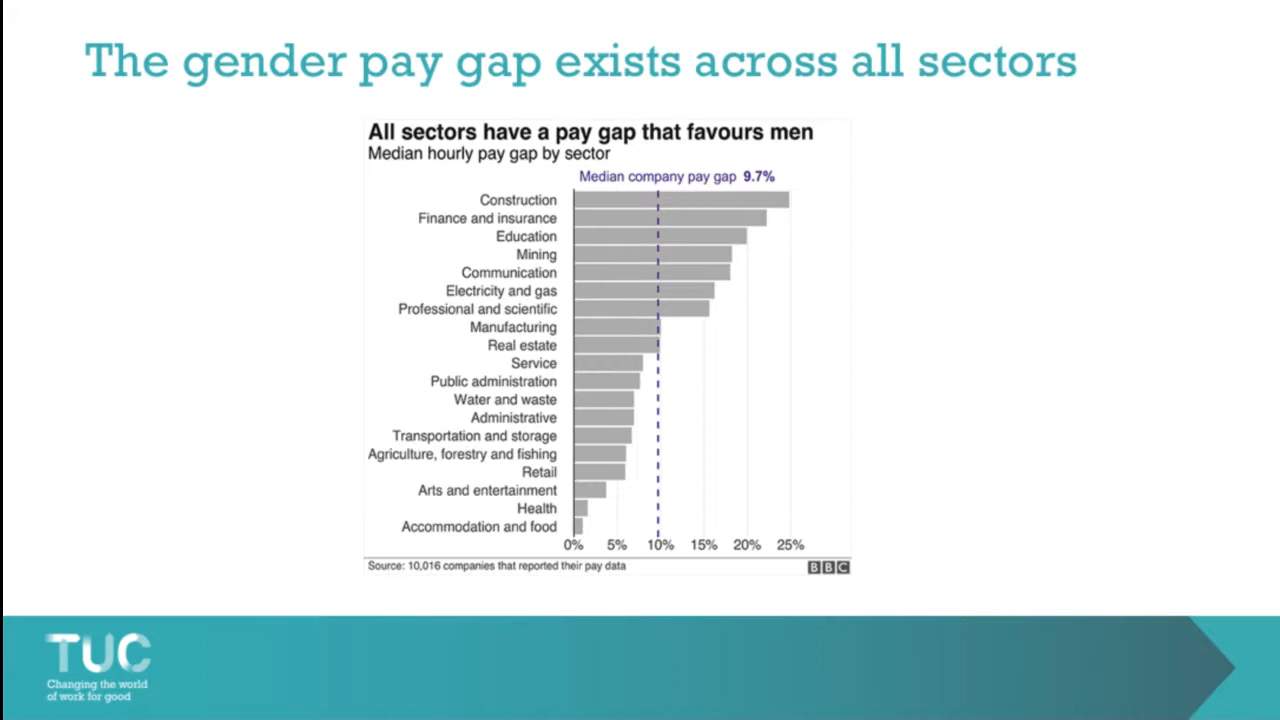 The gender pay gap exists across all sectors
All sectors have a pay gap that favours men
Median hourly pay gap by sector
Median company pay gap 9.7%
Construction
Finance and insurance
Education
Mining
Communication
Electricity and gas
Professional and scientific
Manufacturing
Real estate
Service
Public administration
Water and waste
Administrative
Transportation and storage
Agriculture, forestry and fishing
Retail
Arts and entertainment
Health
Accommodation and food
0% 5% 10% 15% 20% 25%
Source: 10,016 companies that reported their pay data
BBC
TUC
Changing the world
of work for good